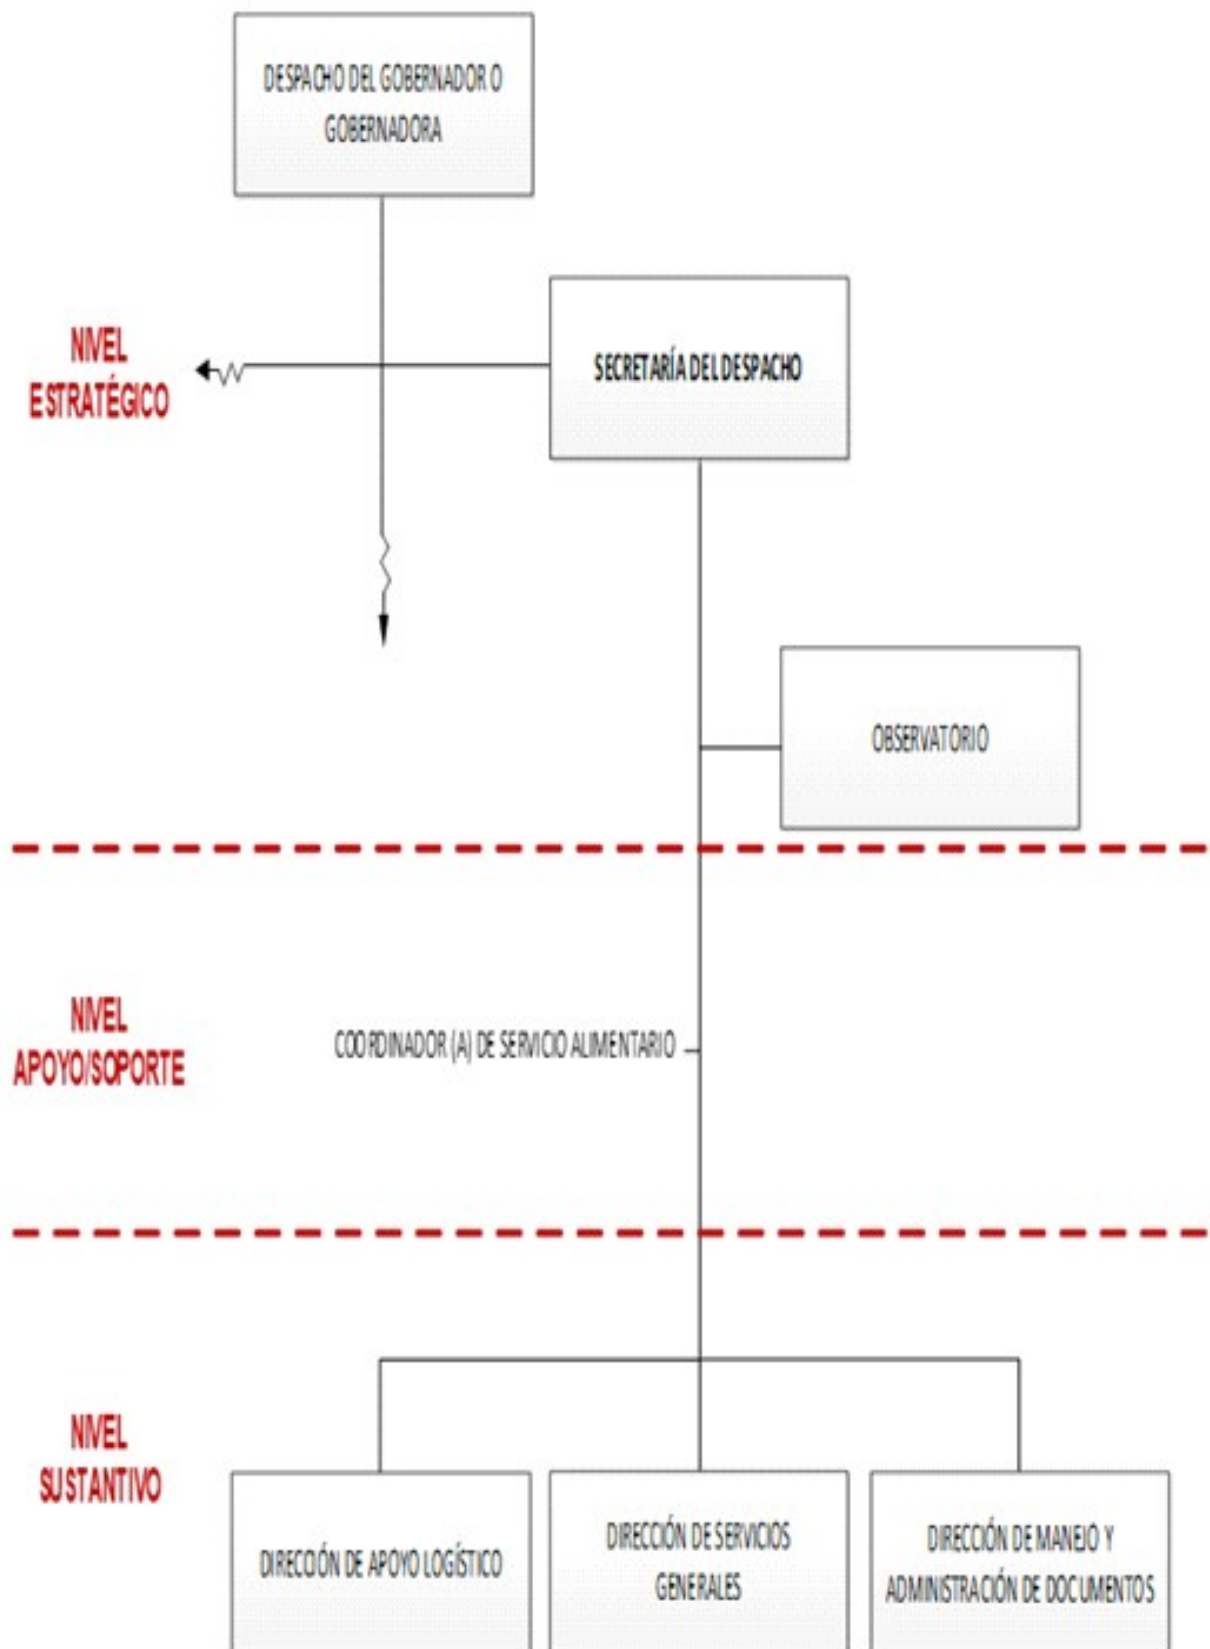 DESPACHO DEL GOBERNADOR O
GOBERNADORA
NIVEL
ESTRATÉGICO
SECRETARÍA DEL DESPACHO
OBSERVATORIO
NIVEL
APOYO/SOPORTE
COORDINADOR (A) DE SERVICIO ALIMENTARIO
NIVEL
SUSTANTIVO
DIRECCIÓN DE APOYO LOGÍSTICO
DIRECCIÓN DE SERVICIOS
GENERALES
DIRECCIÓN DE MANEJO Y
ADMINISTRACIÓN DE DOCUMENTOS